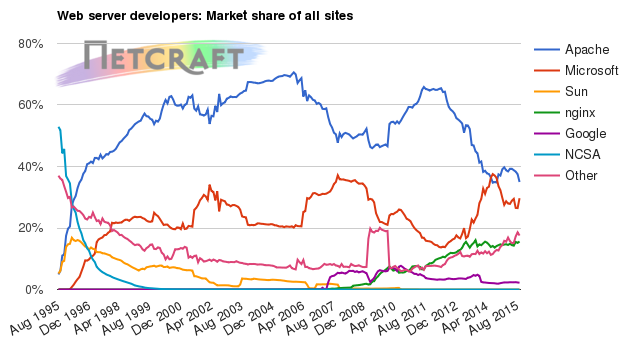 Web server developers: Market share of all sites
NETCRAFT
80%
60%
40%
20%
0%
Apache
Microsoft
Sun
nginx
Google
NCSA
Other
Aug 1995
Dec 1996
Apr 1998
Aug 1999
Dec 2000
Apr 2002
Aug 2003
Dec 2004
Apr 2006
Aug 2007
Dec 2008
Apr 2010
Aug 2011
Dec 2012
Apr 2014
Aug 2015